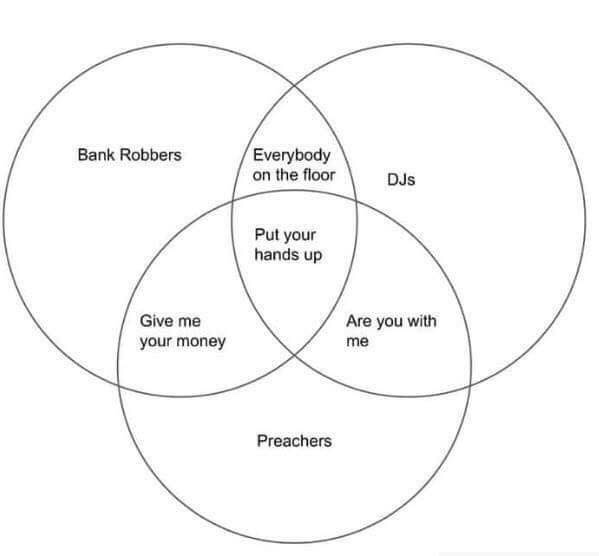 Bank Robbers
Everybody
on the floor
DJs
Put your
hands up
Give me
your money
Are you with
me
Preachers